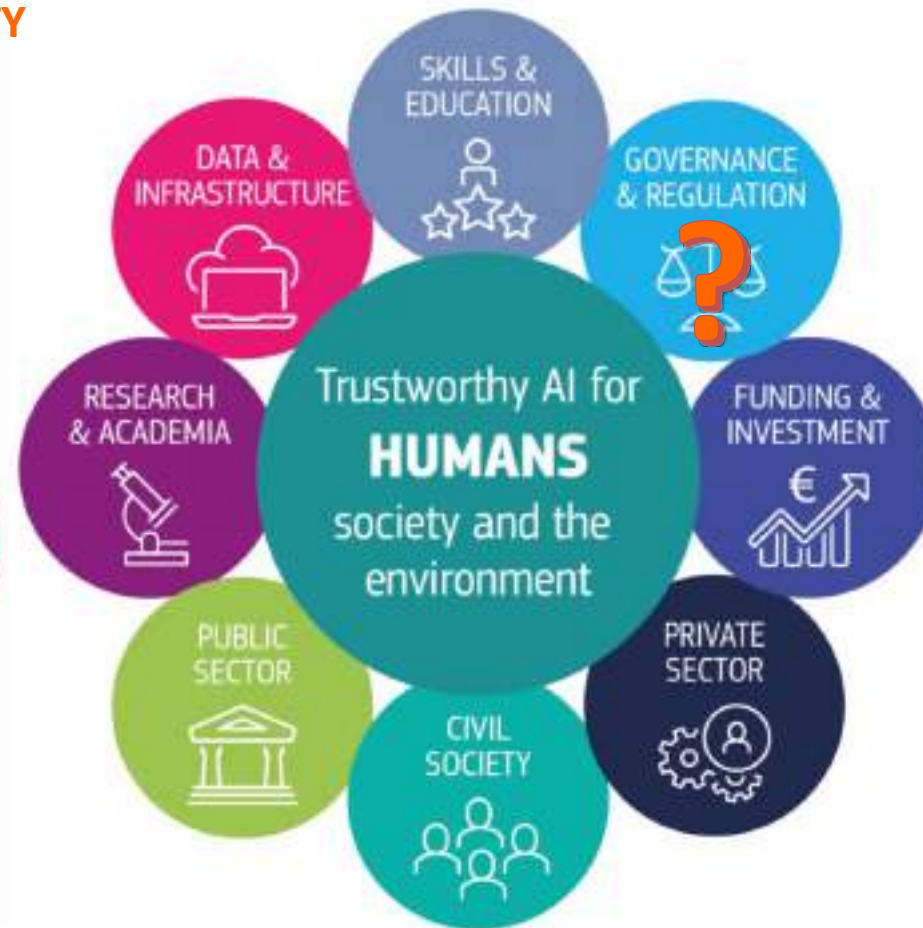 TY
SKILLS &
EDUCATION
DATA &
INFRASTRUCTURE
GOVERNANCE
& REGULATION
?
RESEARCH
& ACADEMIA
Trustworthy AI for
HUMANS
society and the
environment
FUNDING &
INVESTMENT
€
PUBLIC
SECTOR
PRIVATE
SECTOR
CIVIL
SOCIETY